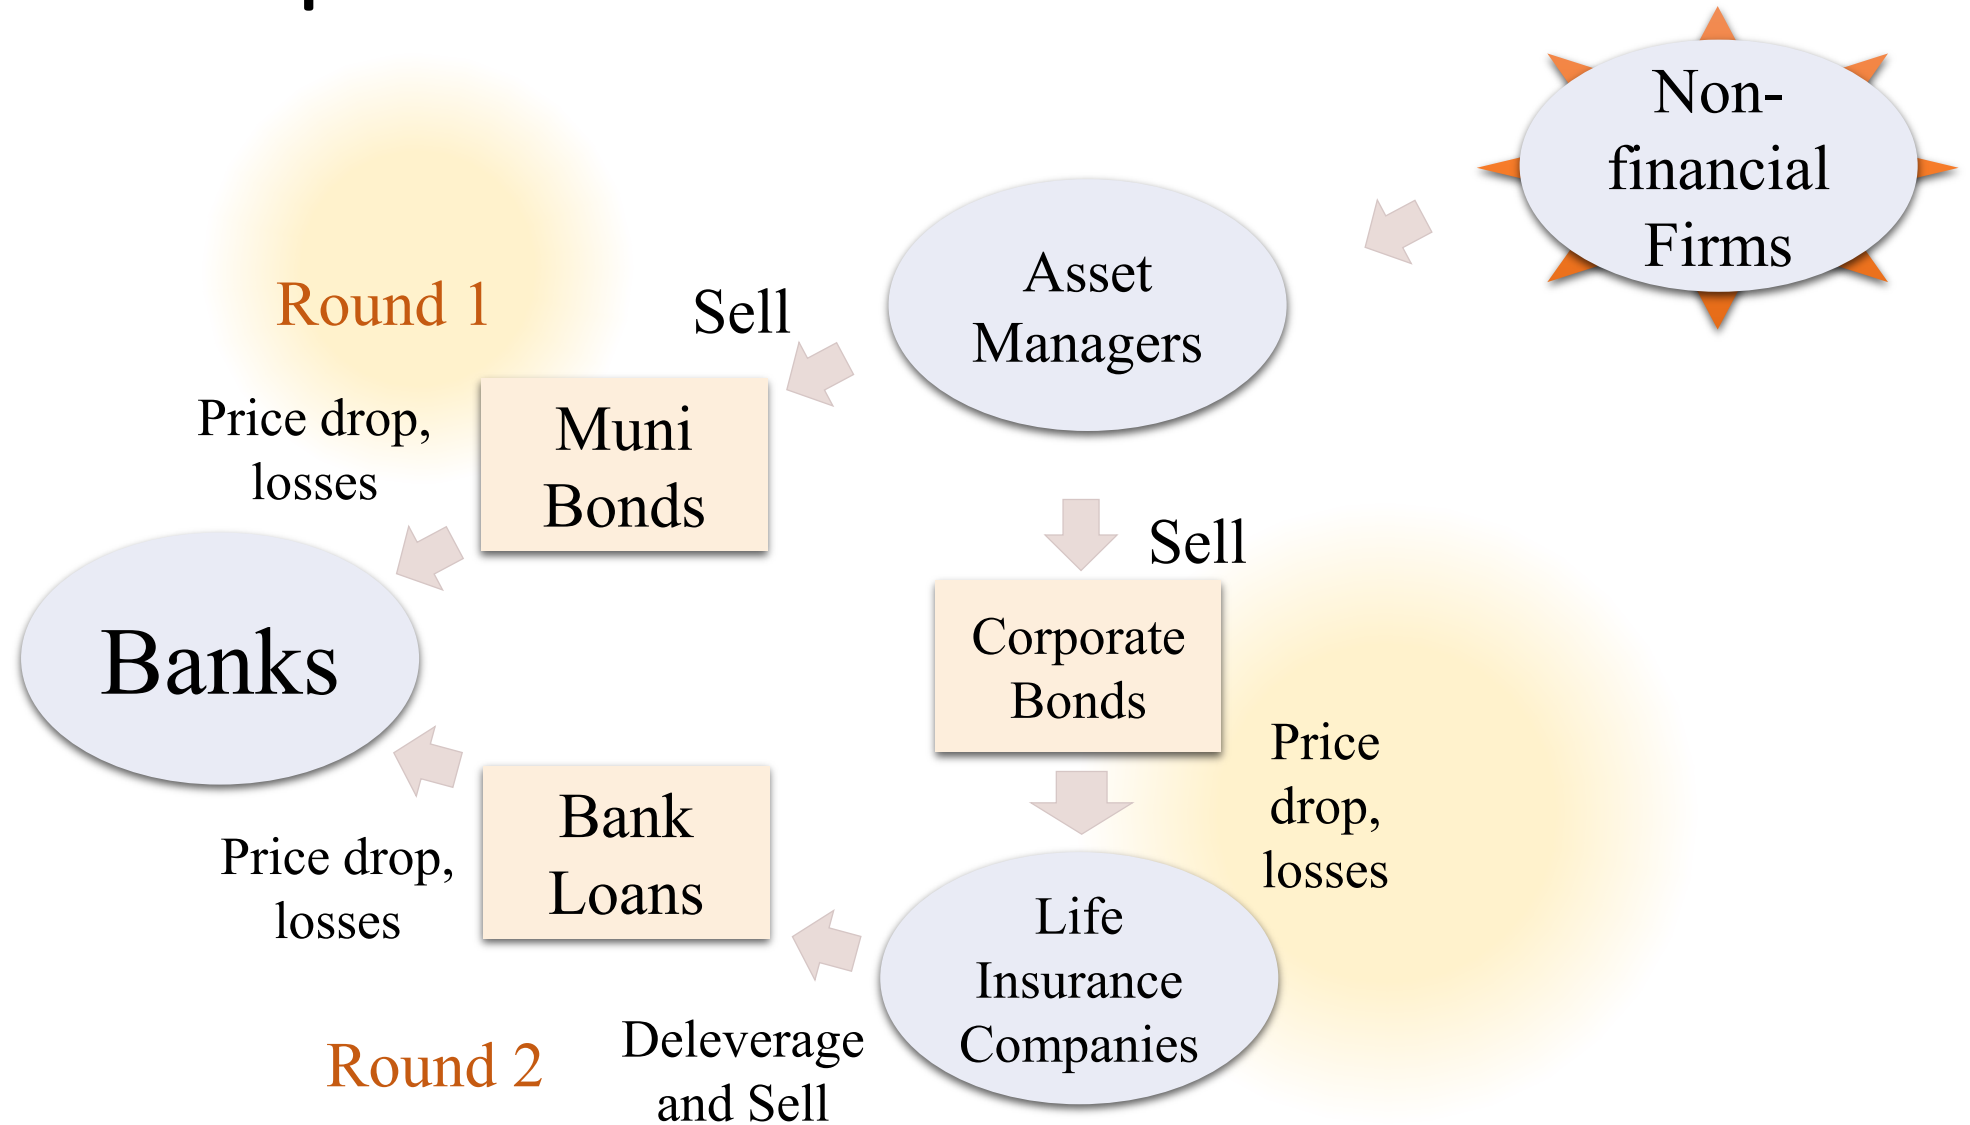 Non-
financial
Firms
Asset
Managers
Round 1
Sell
Price drop,
losses
Muni
Bonds
Sell
Banks
Corporate
Bonds
Price
drop,
losses
Bank
Loans
Price drop,
losses
Life
Insurance
Companies
Round 2
Deleverage
and Sell